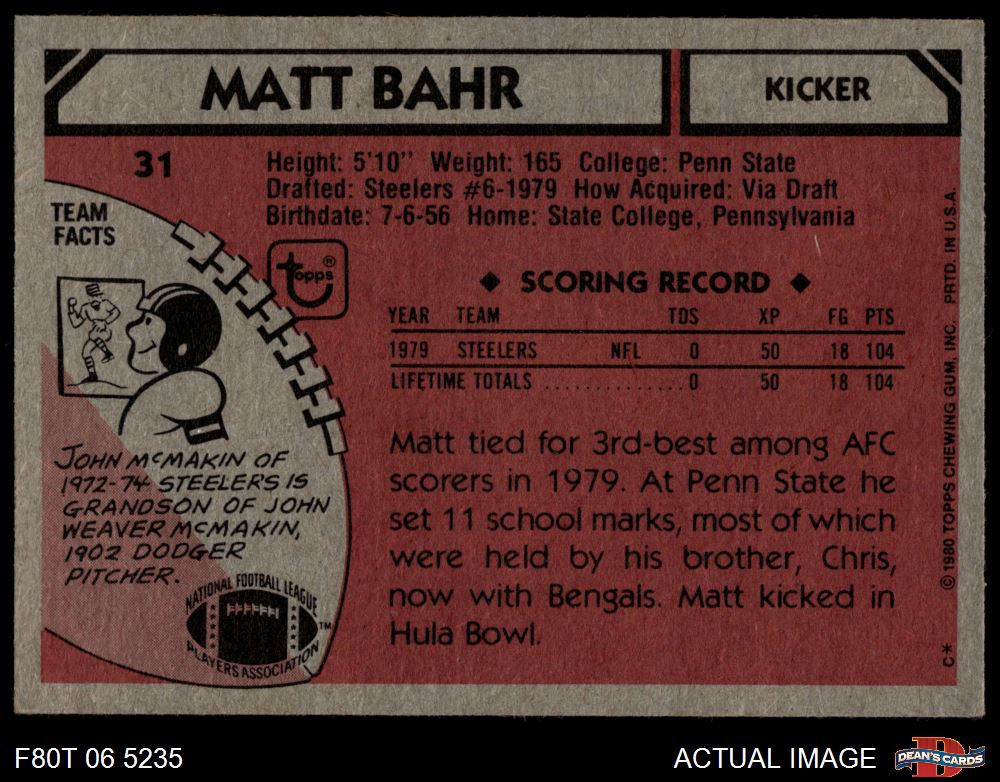 MATT BAHR
KICKER
31
Height: 5'10" Weight: 165 College: Penn State
Drafted: Steelers #6-1979 How Acquired: Via Draft
Birthdate: 7-6-56 Home: State College, Pennsylvania
TEAM
FACTS
topps®
◆ SCORING RECORD ◆
YEAR TEAM TDS XP FG PTS
1979 STEELERS NFL 0 50 18 104
LIFETIME TOTALS ............... 0 50 18 104
JOHN McMAKIN OF
1972-74 STEELERS IS
GRANDSON OF JOHN
WEAVER McMAKIN,
1902 DODGER
PITCHER.
NATIONAL FOOTBALL LEAGUE
PLAYERS ASSOCIATION
TM
Matt tied for 3rd-best among AFC
scorers in 1979. At Penn State he
set 11 school marks, most of which
were held by his brother, Chris,
now with Bengals. Matt kicked in
Hula Bowl.
C* ©1980 TOPPS CHEWING GUM, INC. PRTD. IN U.S.A.
F80T 06 5235
ACTUAL IMAGE
D
DEAN'S CARDS